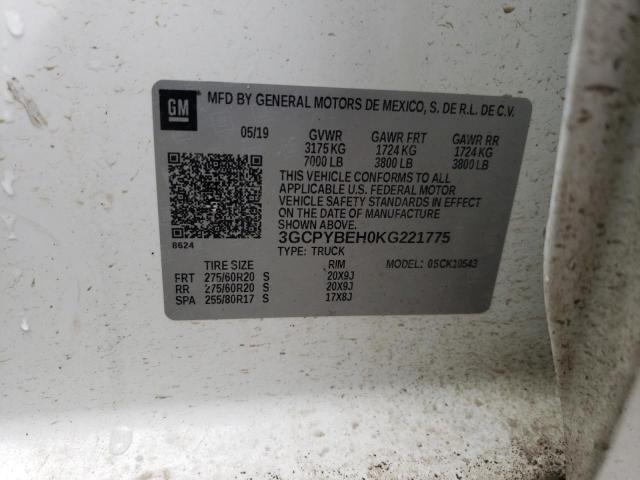 GM
MFD BY GENERAL MOTORS DE MEXICO, S. DE R.L. DE C.V.
05/19 GVWR GAWR FRT GAWR RR
3175 KG 1724 KG 1724 KG
7000 LB 3800 LB 3800 LB
THIS VEHICLE CONFORMS TO ALL
APPLICABLE U.S. FEDERAL MOTOR
VEHICLE SAFETY STANDARDS IN EFFECT
ON THE DATE OF MANUFACTURE
SHOWN ABOVE.
8624
3GCPYBEH0KG221775
TYPE: TRUCK MODEL: 0SCK10543
TIRE SIZE RIM
FRT 275/60R20 S 20X9J
RR 275/60R20 S 20X9J
SPA 255/80R17 S 17X8J